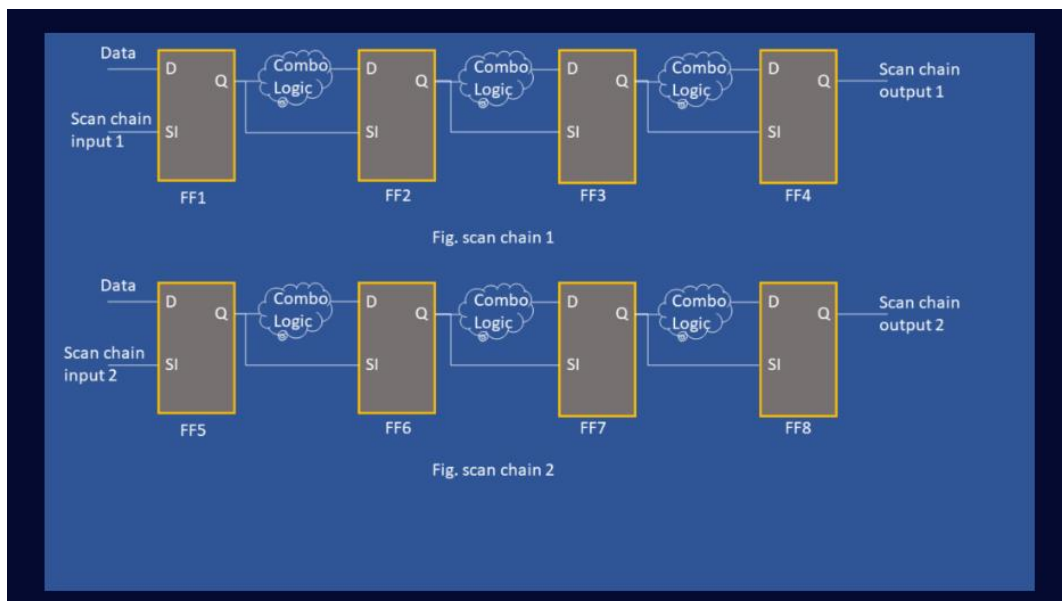 Data
D
Q
Combo
Logic
D
Q
Combo
Logic
D
Q
Combo
Logic
D
Q
Scan chain
output 1
Scan chain
input 1
SI
SI
SI
SI
FF1
FF2
FF3
FF4
Fig. scan chain 1
Data
D
Q
Combo
Logic
D
Q
Combo
Logic
D
Q
Combo
Logic
D
Q
Scan chain
output 2
Scan chain
input 2
SI
SI
SI
SI
FF5
FF6
FF7
FF8
Fig. scan chain 2